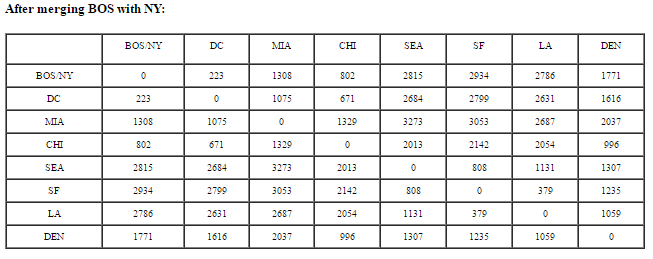 After merging BOS with NY:
BOS/NY DC MIA CHI SEA SF LA DEN
BOS/NY 0 223 1308 802 2815 2934 2786 1771
DC 223 0 1075 671 2684 2799 2631 1616
MIA 1308 1075 0 1329 3273 3053 2687 2037
CHI 802 671 1329 0 2013 2142 2054 996
SEA 2815 2684 3273 2013 0 808 1131 1307
SF 2934 2799 3053 2142 808 0 379 1235
LA 2786 2631 2687 2054 1131 379 0 1059
DEN 1771 1616 2037 996 1307 1235 1059 0